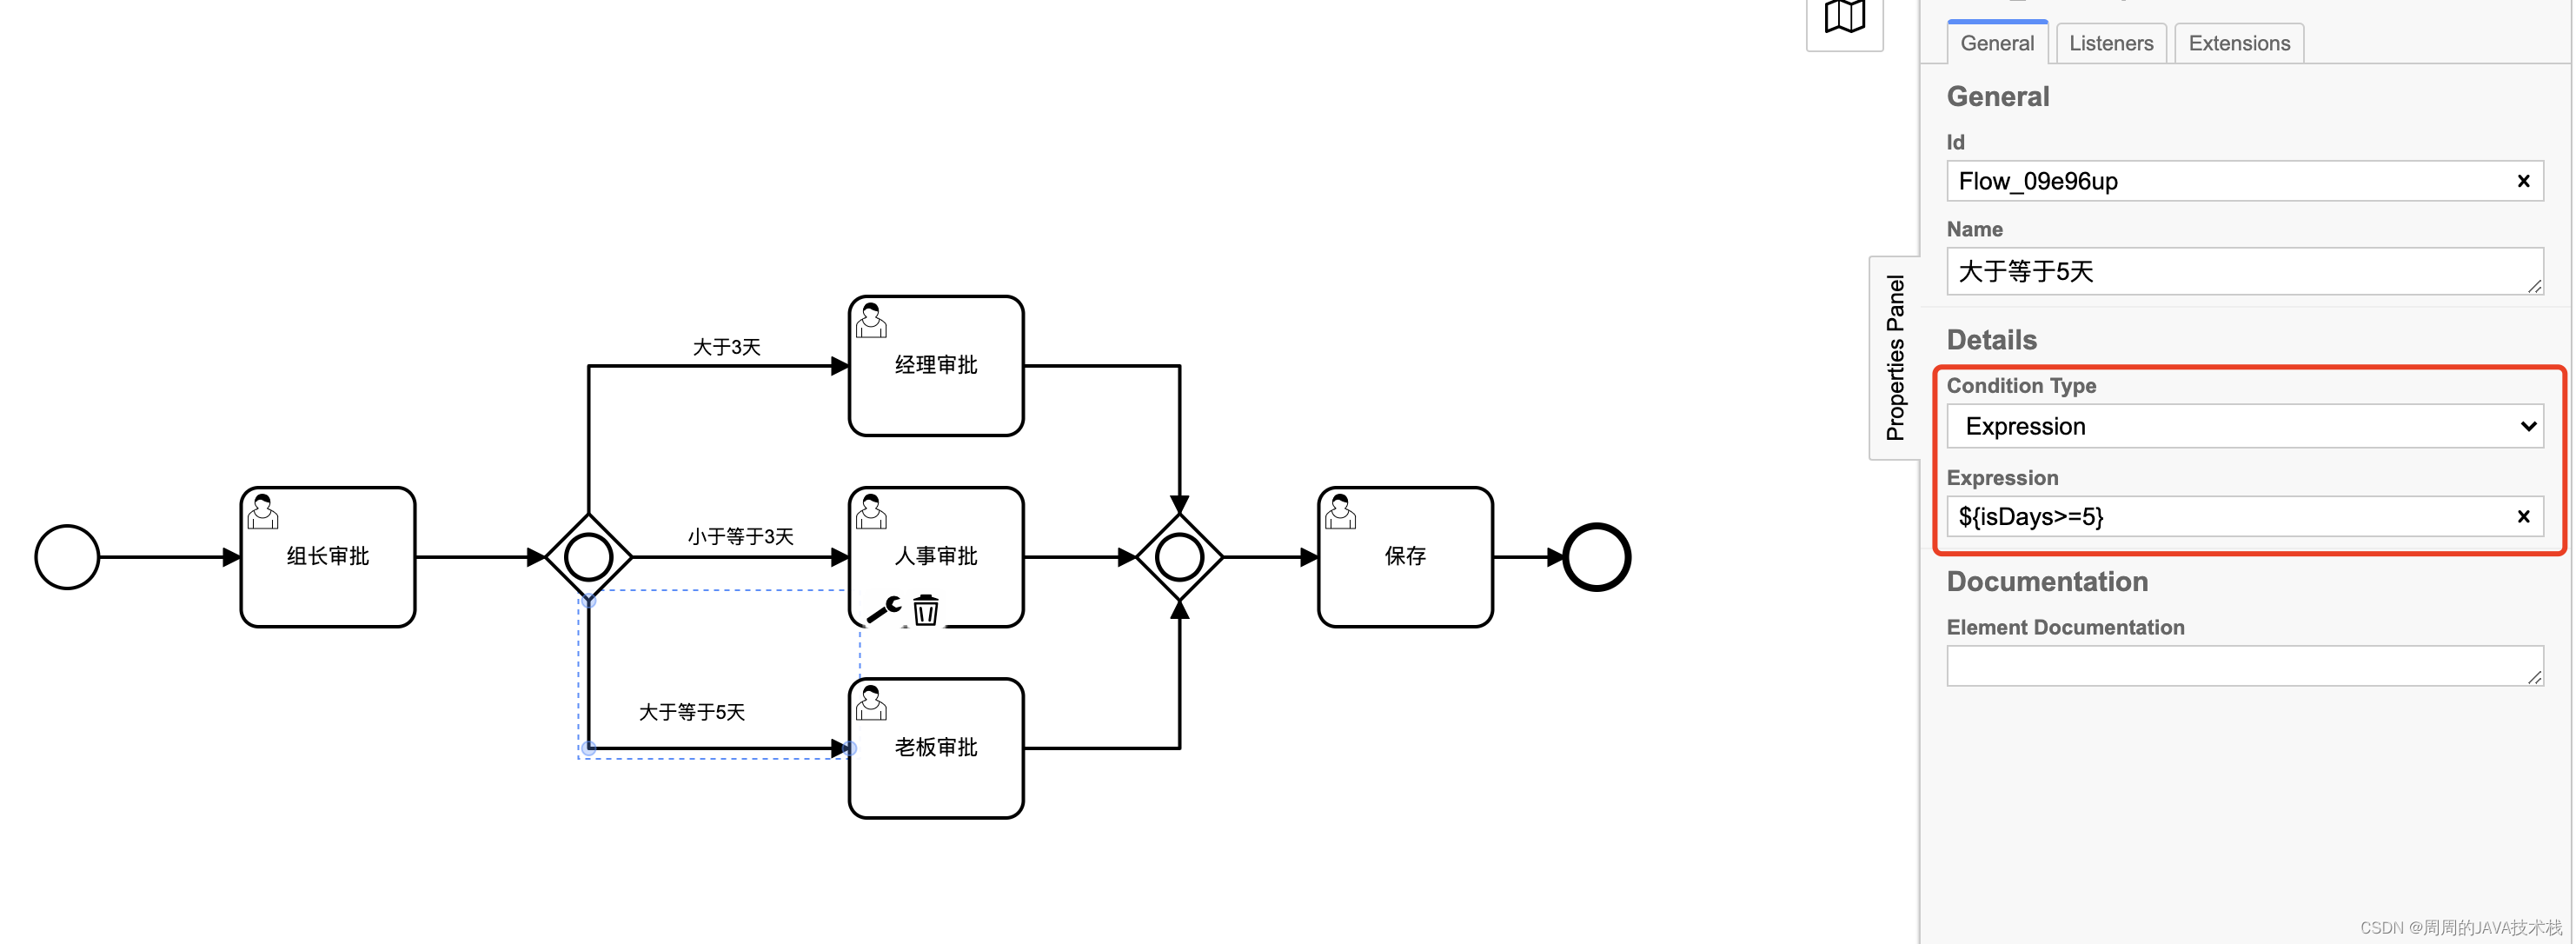 大于3天
经理审批
组长审批
小于等于3天
人事审批
保存
大于等于5天
老板审批
Properties Panel
General
Listeners
Extensions
General
Id
Flow_09e96up
Name
大于等于5天
Details
Condition Type
Expression
Expression
${isDays>=5}
Documentation
Element Documentation
CSDN @周周的JAVA技术栈